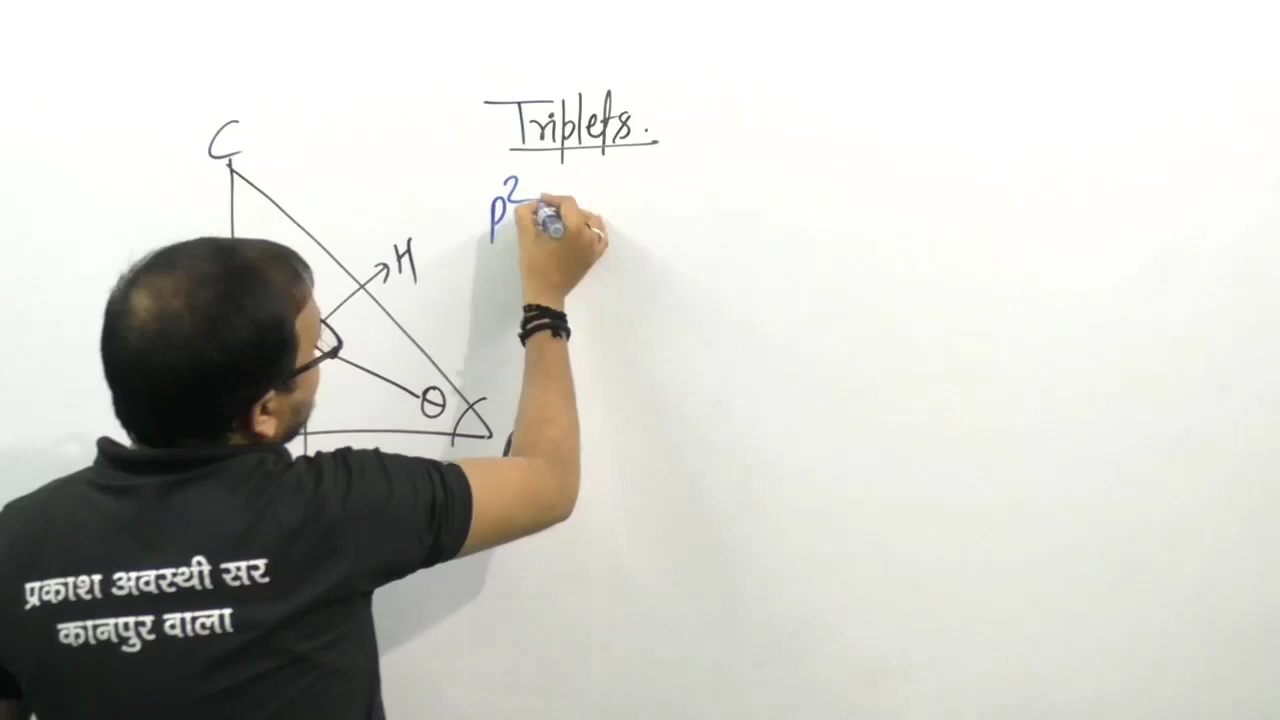 Triplets.
C
P²
H
θ
प्रकाश अवस्थी सर
कानपुर वाला